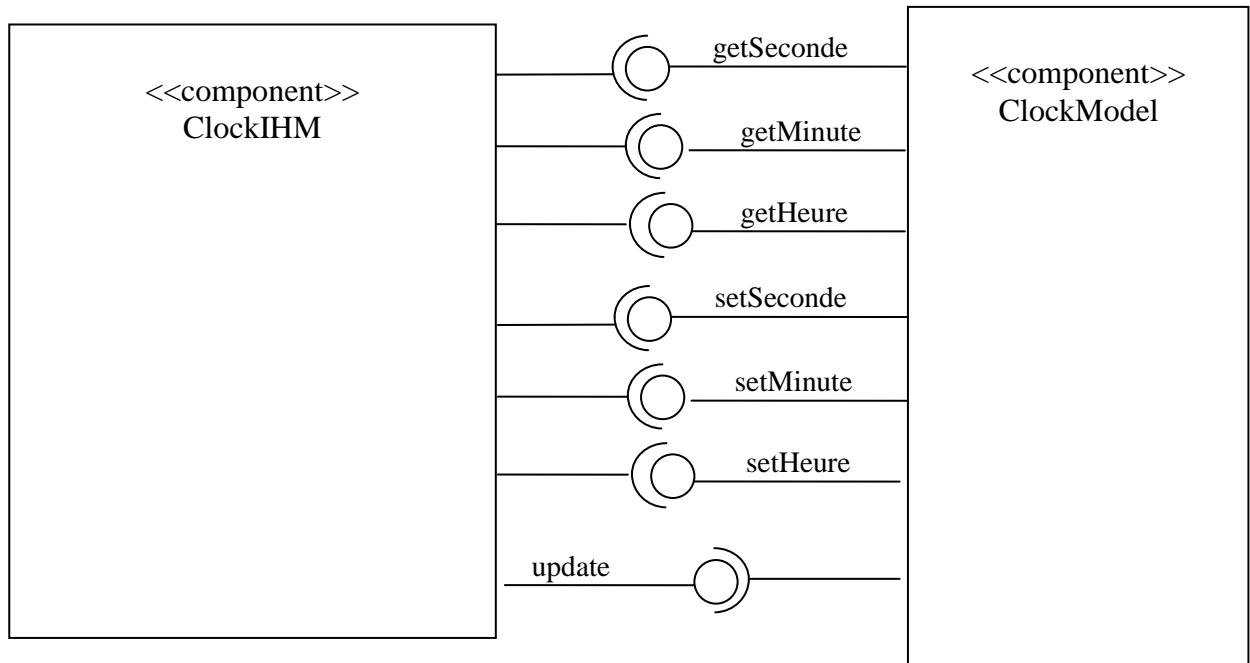 <<component>>
ClockIHM
getSeconde
getMinute
getHeure
setSeconde
setMinute
setHeure
update
<<component>>
ClockModel